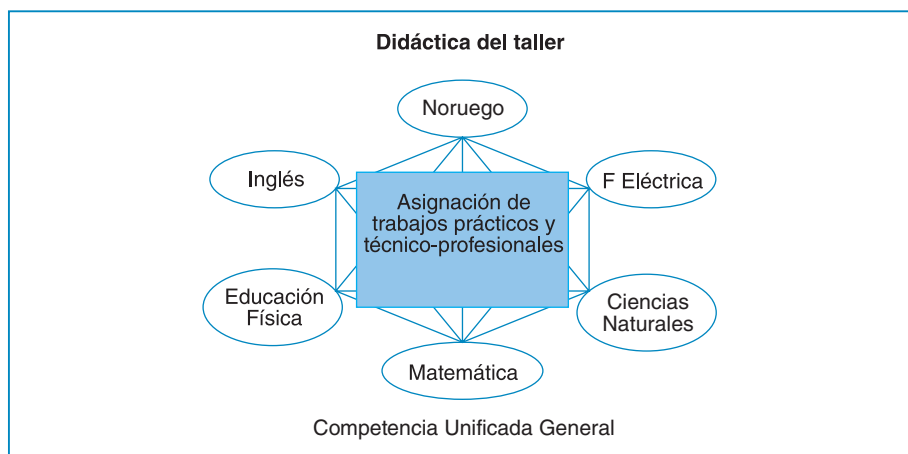 Didáctica del taller
Noruego
Inglés
F Eléctrica
Asignación de
trabajos prácticos y
técnico-profesionales
Educación
Física
Ciencias
Naturales
Matemática
Competencia Unificada General